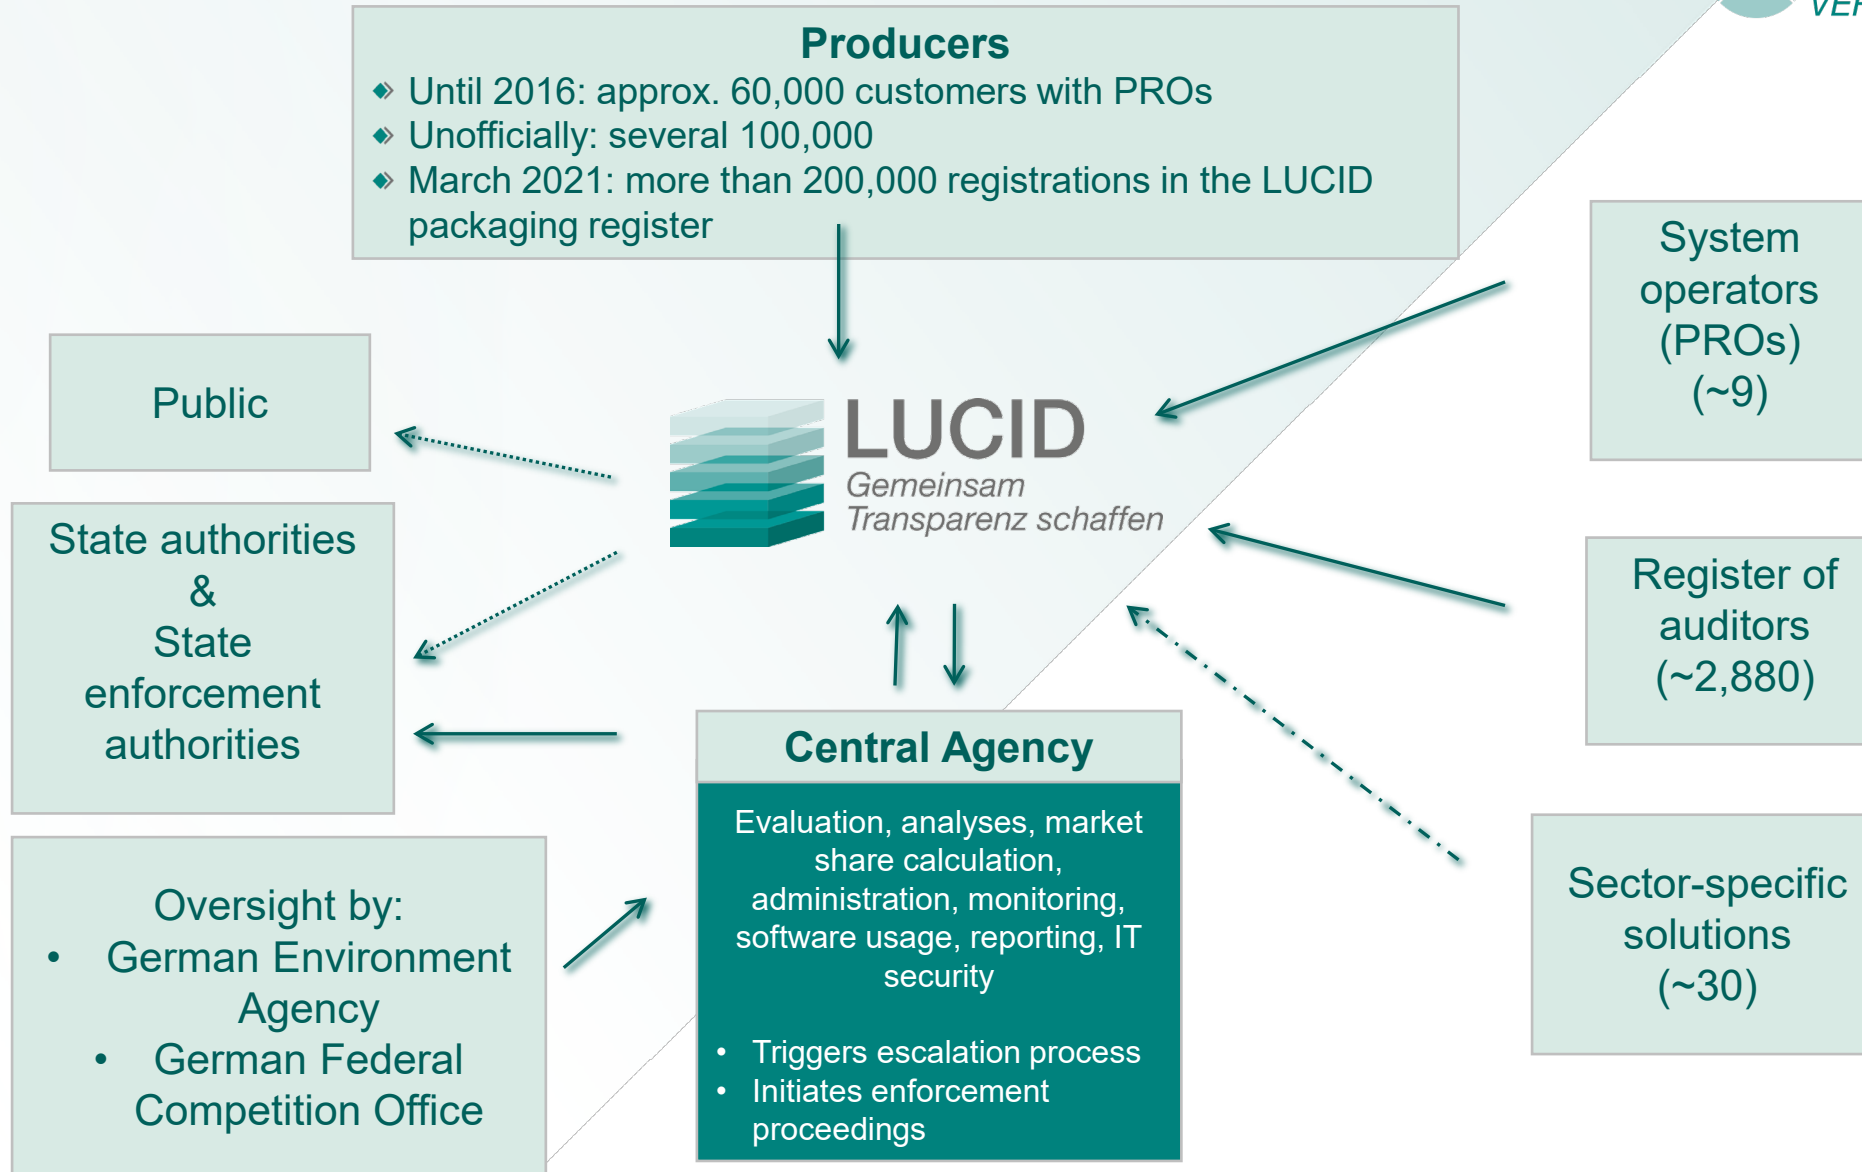 Producers
Until 2016: approx. 60,000 customers with PROs
Unofficially: several 100,000
March 2021: more than 200,000 registrations in the LUCID
packaging register
System
operators
(PROs)
(~9)
Public
LUCID
Gemeinsam
Transparenz schaffen
State authorities
&
State
enforcement
authorities
Register of
auditors
(~2,880)
Central Agency
Evaluation, analyses, market
share calculation,
administration, monitoring,
software usage, reporting, IT
security
• Triggers escalation process
• Initiates enforcement
proceedings
Oversight by:
• German Environment
Agency
• German Federal
Competition Office
Sector-specific
solutions
(~30)